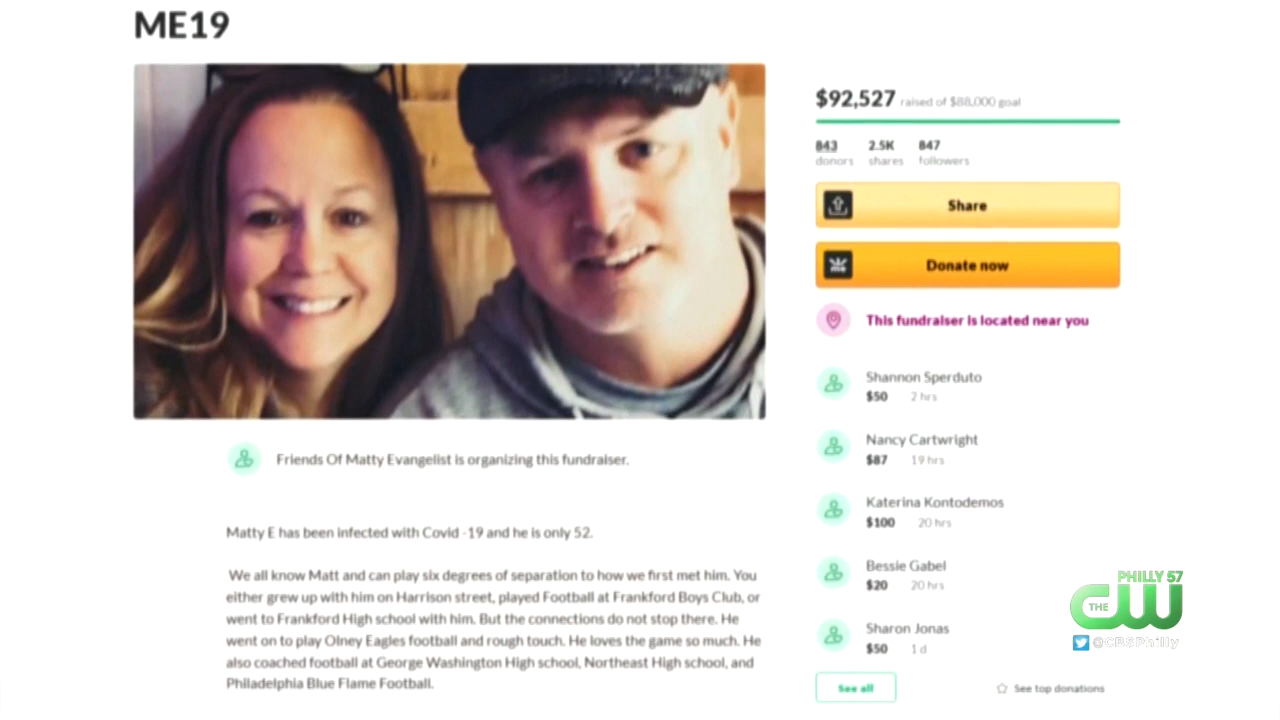 ME19
$92,527 raised of $88,000 goal
843 2.5K 847
donors shares followers
Share
me Donate now
This fundraiser is located near you
Shannon Sperduto
$50 2 hrs
Nancy Cartwright
$87 19 hrs
Katerina Kontodemos
$100 20 hrs
Bessie Gabel
$20 20 hrs
Sharon Jonas
$50 1 d
See all See top donations
Friends Of Matty Evangelist is organizing this fundraiser.
Matty E has been infected with Covid -19 and he is only 52.
We all know Matt and can play six degrees of separation to how we first met him. You
either grew up with him on Harrison street, played Football at Frankford Boys Club, or
went to Frankford High school with him. But the connections do not stop there. He
went on to play Olney Eagles football and rough touch. He loves the game so much. He
also coached football at George Washington High school, Northeast High school, and
Philadelphia Blue Flame Football.
PHILLY 57
THE CW
@CBSPhilly